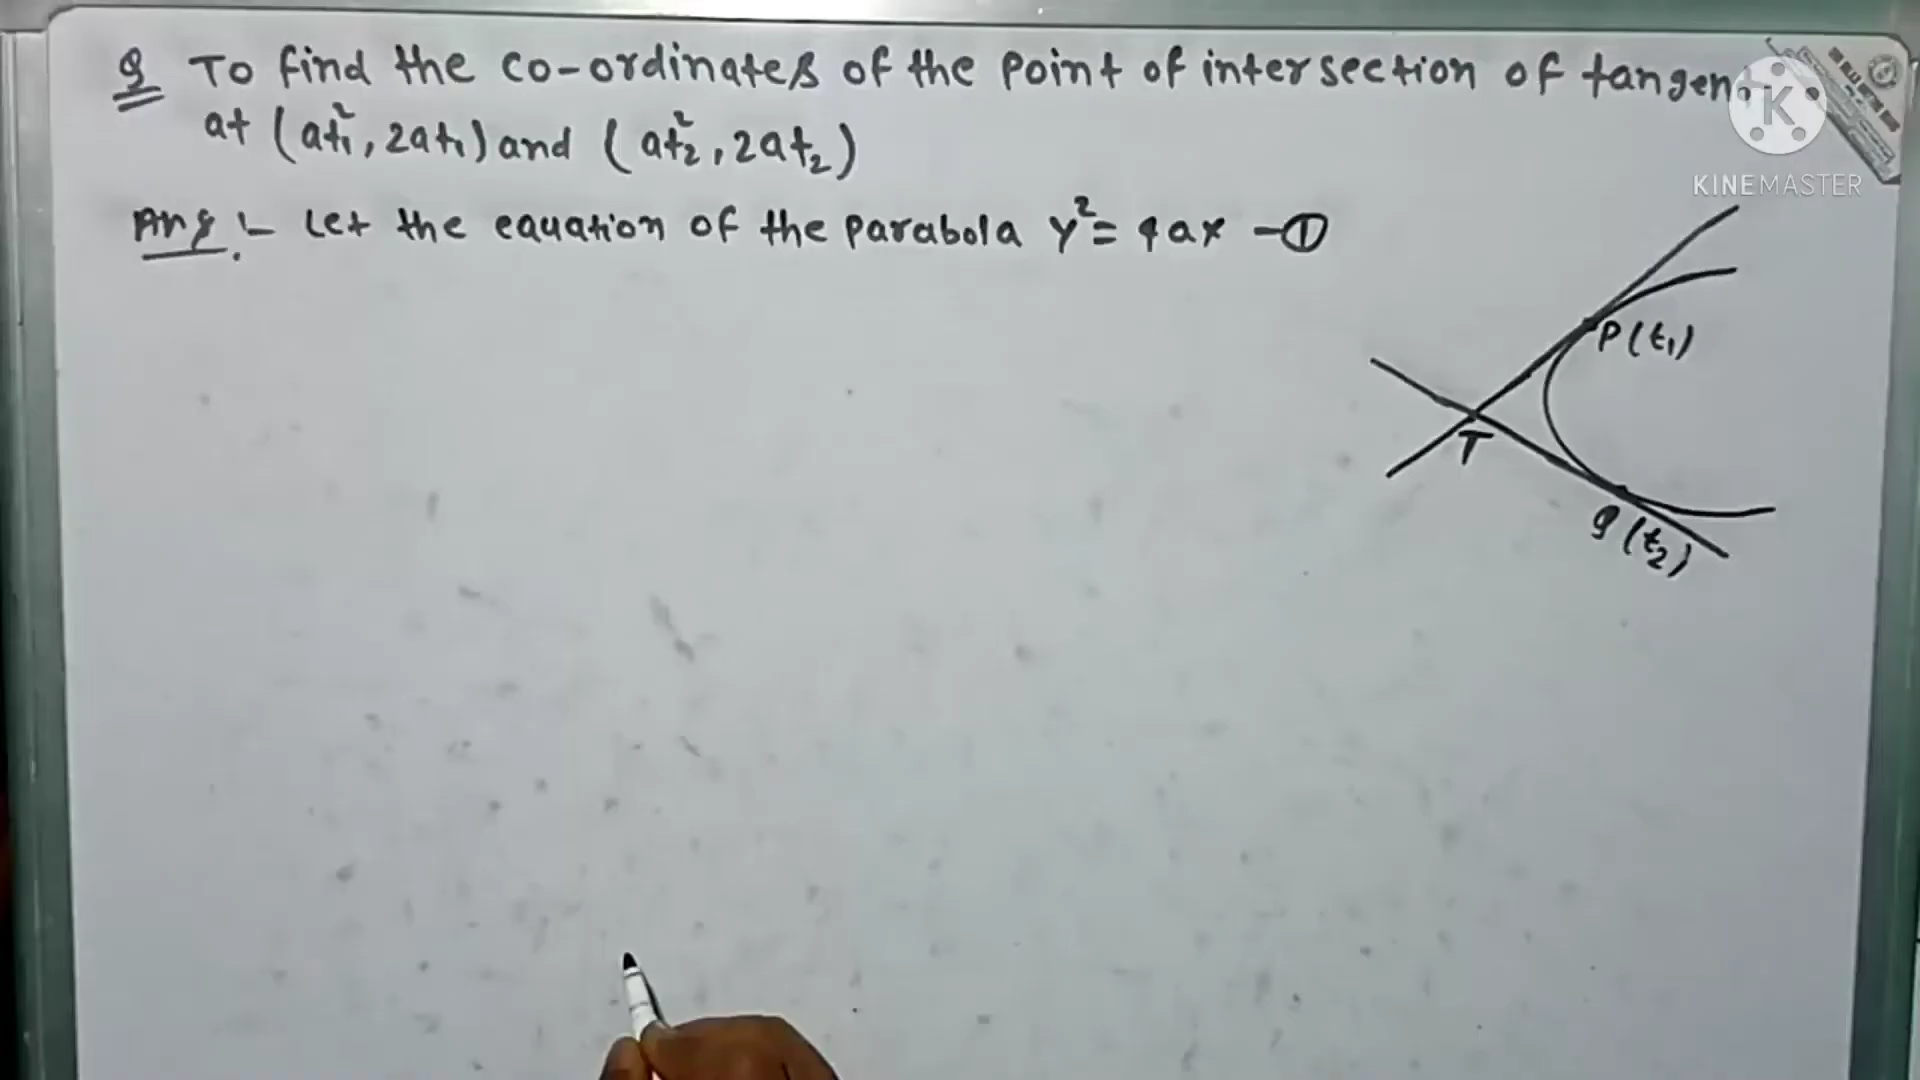 Q To find the co-ordinates of the point of intersection of tangent
at (at₁², 2at₁) and (at₂², 2at₂)
Ans :- Let the equation of the parabola y² = 4ax -①
P(t₁)
T
Q(t₂)
K
KINEMASTER